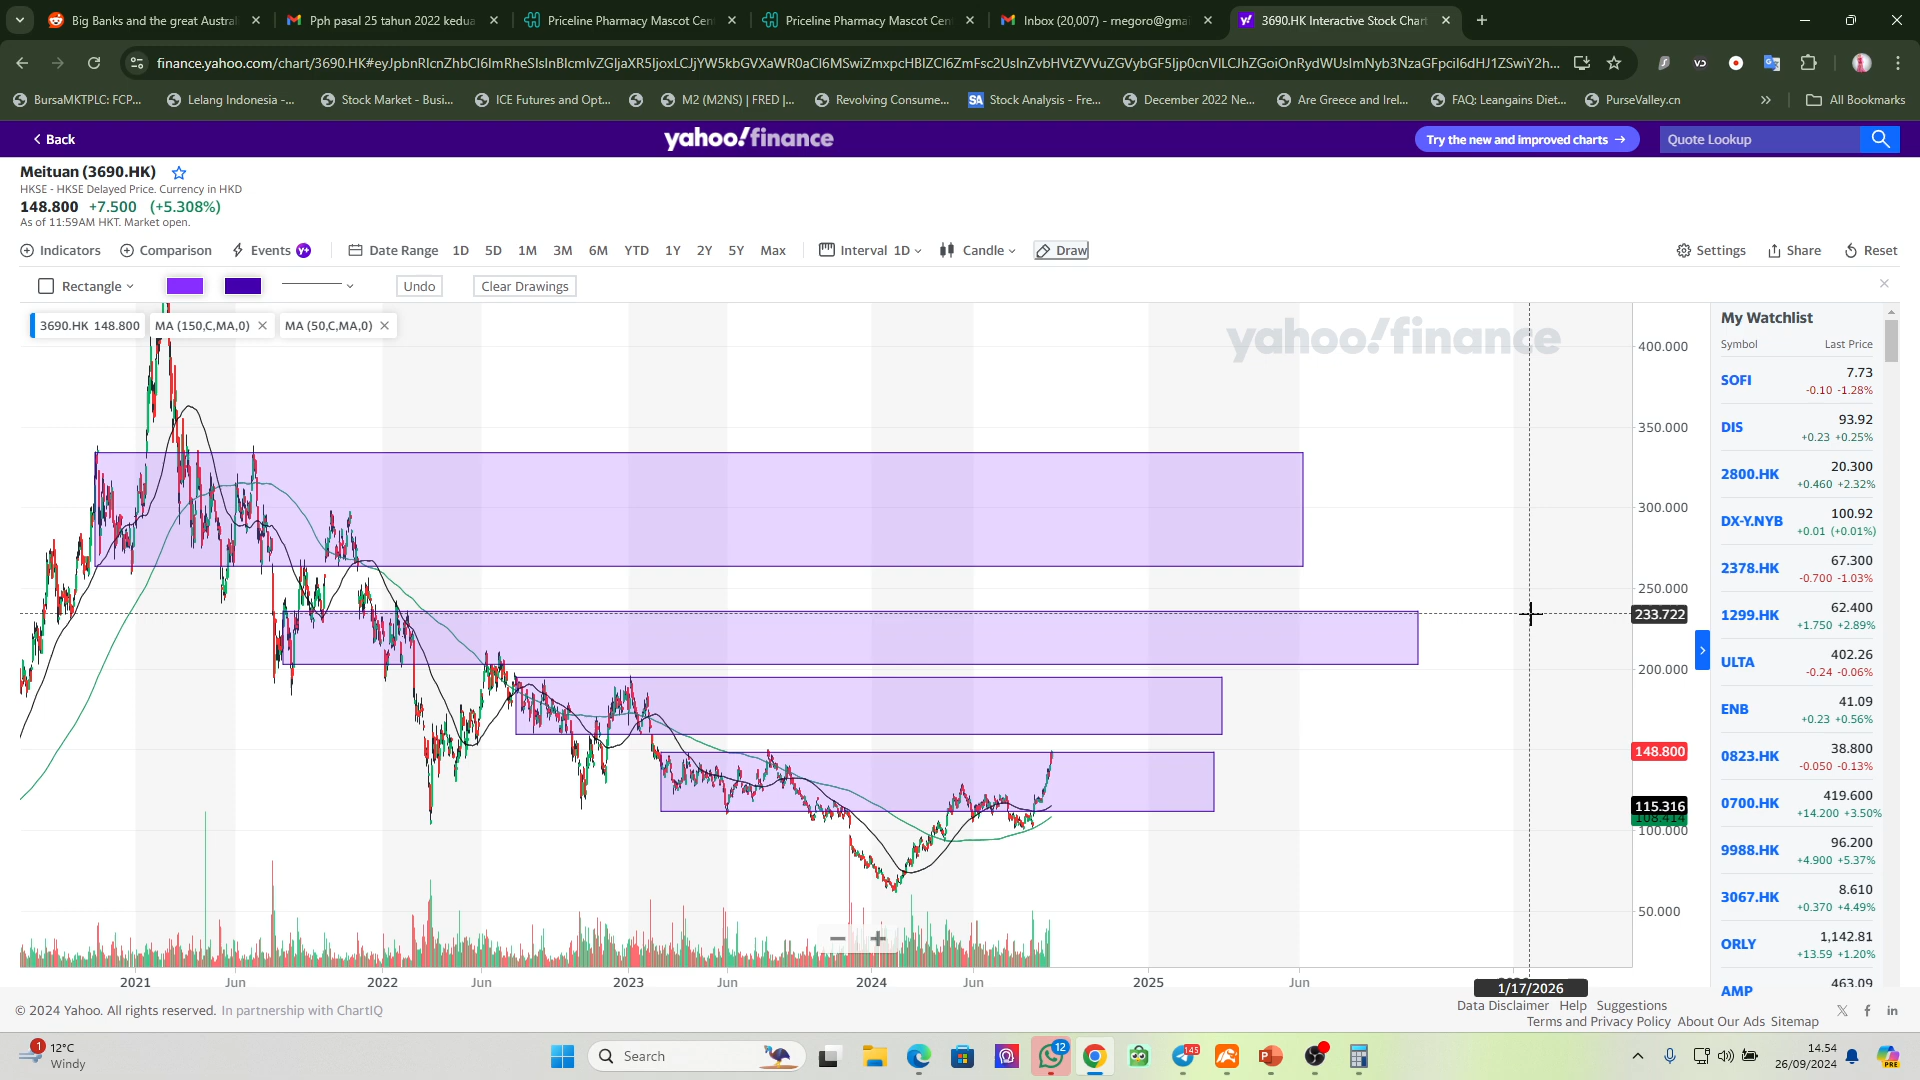 Big Banks and the great Austral
Pph pasal 25 tahun 2022 kedua
Priceline Pharmacy Mascot Cen
Priceline Pharmacy Mascot Cen
Inbox (20,007) - rnegoro@gmai
3690.HK Interactive Stock Chart
BursaMKTPLC: FCP...
Lelang Indonesia -...
Stock Market - Busi...
ICE Futures and Opt...
M2 (M2NS) | FRED |...
Revolving Consume...
SA Stock Analysis - Fre...
December 2022 Ne...
Are Greece and Irel...
FAQ: Leangains Diet...
PurseValley.cn
All Bookmarks
Back
yahoo!finance
Try the new and improved charts →
Quote Lookup
Meituan (3690.HK)
HKSE - HKSE Delayed Price. Currency in HKD
148.800 +7.500 (+5.308%)
As of 11:59AM HKT. Market open.
Indicators Comparison Events y+ Date Range 1D 5D 1M 3M 6M YTD 1Y 2Y 5Y Max Interval 1D Candle Draw Settings Share Reset
Rectangle Undo Clear Drawings
3690.HK 148.800 MA (150,C,MA,0) MA (50,C,MA,0)
yahoo!finance
400.000
350.000
300.000
250.000
233.722
200.000
148.800
115.316
108.414
100.000
50.000
2021 Jun 2022 Jun 2023 Jun 2024 Jun 2025 Jun
1/17/2026
My Watchlist
Symbol Last Price
SOFI 7.73
-0.10 -1.28%
DIS 93.92
+0.23 +0.25%
2800.HK 20.300
+0.460 +2.32%
DX-Y.NYB 100.92
+0.01 (+0.01%)
2378.HK 67.300
-0.700 -1.03%
1299.HK 62.400
+1.750 +2.89%
ULTA 402.26
-0.24 -0.06%
ENB 41.09
+0.23 +0.56%
0823.HK 38.800
-0.050 -0.13%
0700.HK 419.600
+14.200 +3.50%
9988.HK 96.200
+4.900 +5.37%
3067.HK 8.610
+0.370 +4.49%
ORLY 1,142.81
+13.59 +1.20%
AMP 463.09
© 2024 Yahoo. All rights reserved. In partnership with ChartIQ
Data Disclaimer Help Suggestions
Terms and Privacy Policy About Our Ads Sitemap
1
12°C
Windy
Search
12
145
14.54
26/09/2024
PRE